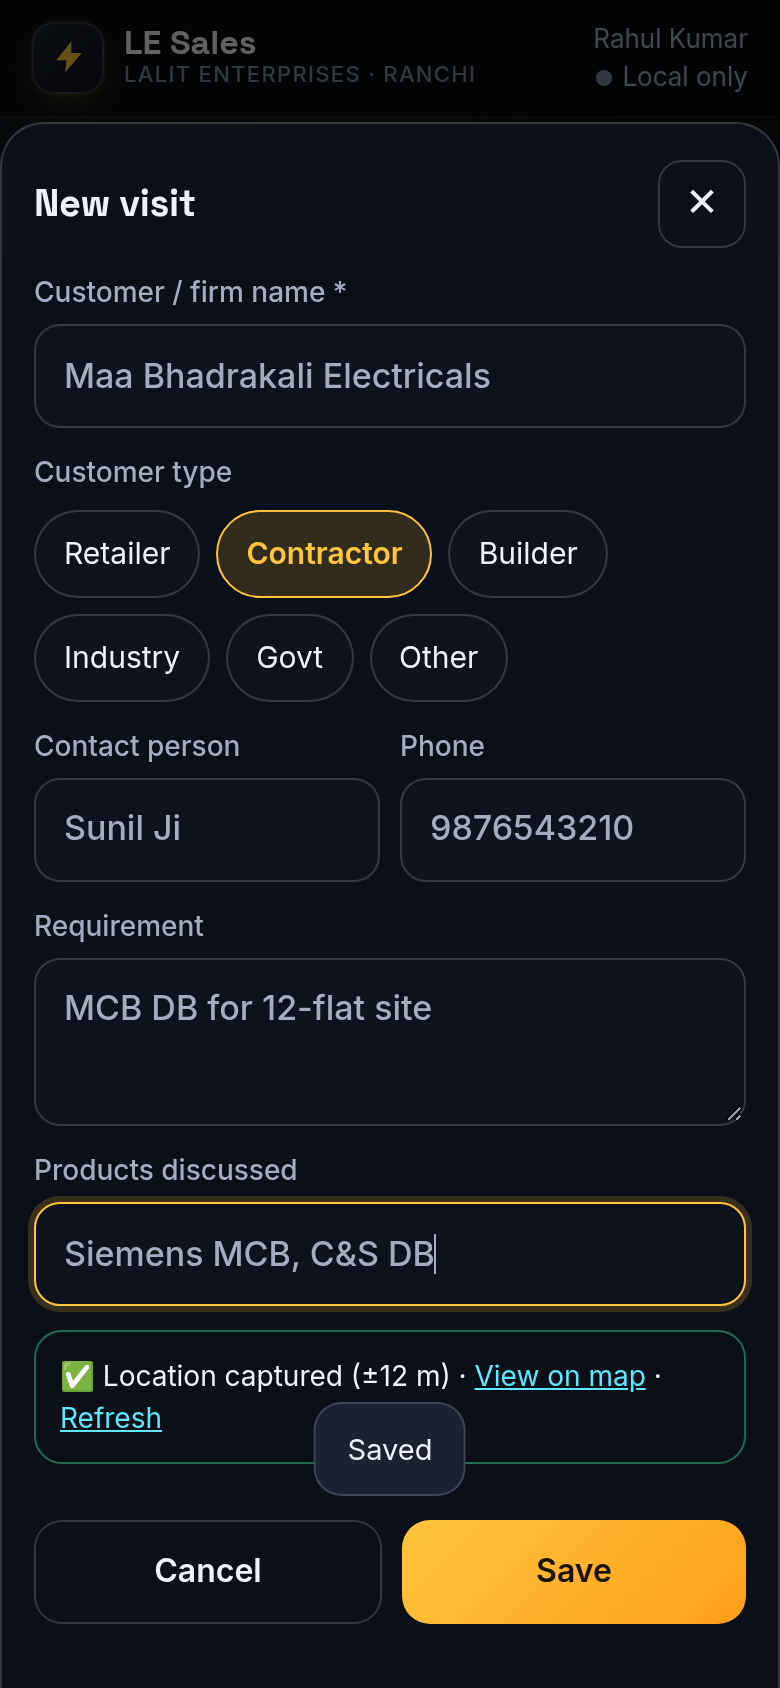 LE Sales
LALIT ENTERPRISES · RANCHI
Rahul Kumar
Local only
New visit
Customer / firm name *
Maa Bhadrakali Electricals
Customer type
Retailer
Contractor
Builder
Industry
Govt
Other
Contact person
Phone
Sunil Ji
9876543210
Requirement
MCB DB for 12-flat site
Products discussed
Siemens MCB, C&S DB
✅ Location captured (±12 m) · View on map ·
Refresh
Saved
Cancel
Save